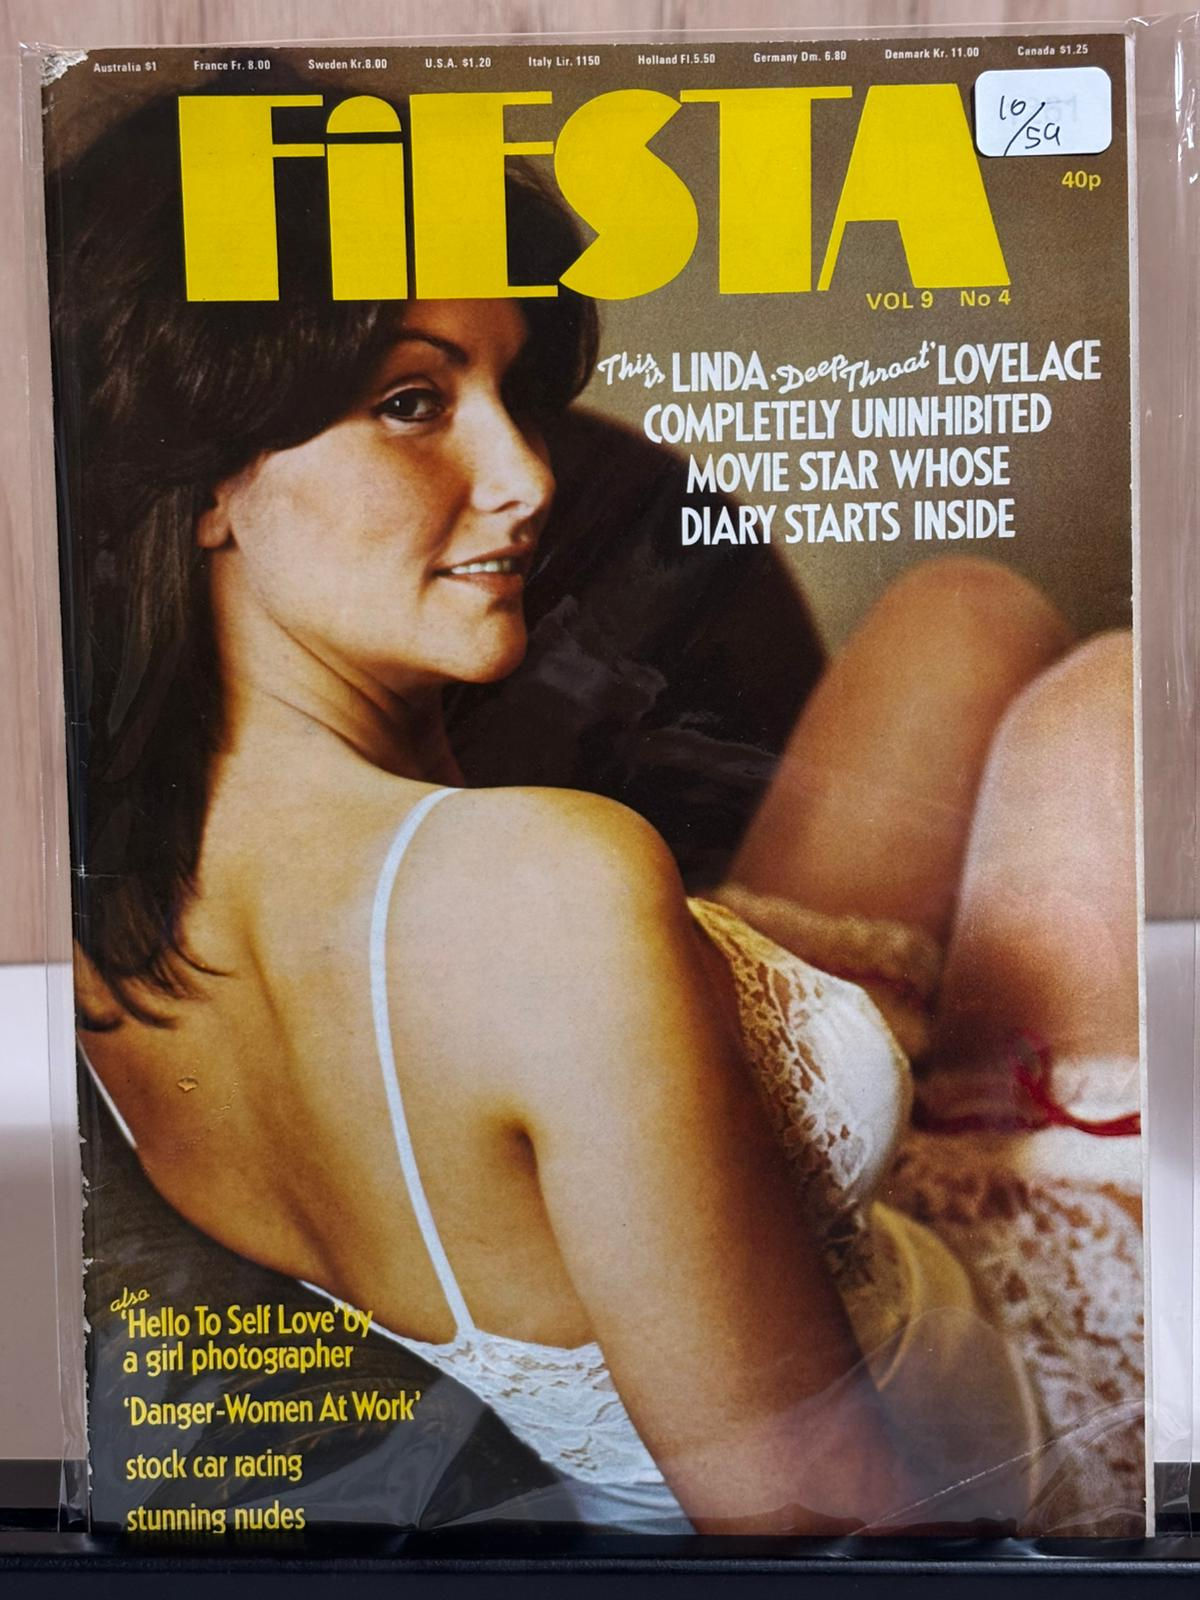 Australia $1 France Fr. 8.00 Sweden Kr.8.00 U.S.A. $1.20 Italy Lir. 1150 Holland Fl.5.50 Germany Dm. 6.80 Denmark Kr. 11.00 Canada $1.25
FiESTA
10/59
40p
VOL 9 No 4
This is LINDA 'Deep Throat' LOVELACE
COMPLETELY UNINHIBITED
MOVIE STAR WHOSE
DIARY STARTS INSIDE
also
'Hello To Self Love' by
a girl photographer
'Danger-Women At Work'
stock car racing
stunning nudes